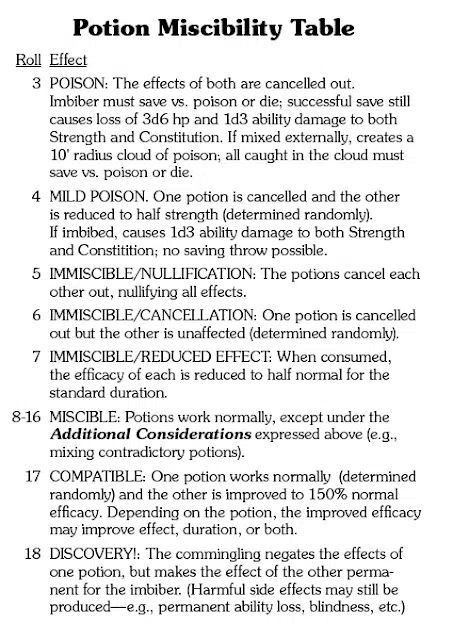 Potion Miscibility Table
Roll Effect
3 POISON: The effects of both are cancelled out.
Imbiber must save vs. poison or die; successful save still
causes loss of 3d6 hp and 1d3 ability damage to both
Strength and Constitution. If mixed externally, creates a
10' radius cloud of poison; all caught in the cloud must
save vs. poison or die.
4 MILD POISON. One potion is cancelled and the other
is reduced to half strength (determined randomly).
If imbibed, causes 1d3 ability damage to both Strength
and Constitition; no saving throw possible.
5 IMMISCIBLE/NULLIFICATION: The potions cancel each
other out, nullifying all effects.
6 IMMISCIBLE/CANCELLATION: One potion is cancelled
out but the other is unaffected (determined randomly).
7 IMMISCIBLE/REDUCED EFFECT: When consumed,
the efficacy of each is reduced to half normal for the
standard duration.
8-16 MISCIBLE: Potions work normally, except under the
Additional Considerations expressed above (e.g.,
mixing contradictory potions).
17 COMPATIBLE: One potion works normally (determined
randomly) and the other is improved to 150% normal
efficacy. Depending on the potion, the improved efficacy
may improve effect, duration, or both.
18 DISCOVERY!: The commingling negates the effects of
one potion, but makes the effect of the other perma-
nent for the imbiber. (Harmful side effects may still be
produced—e.g., permanent ability loss, blindness, etc.)